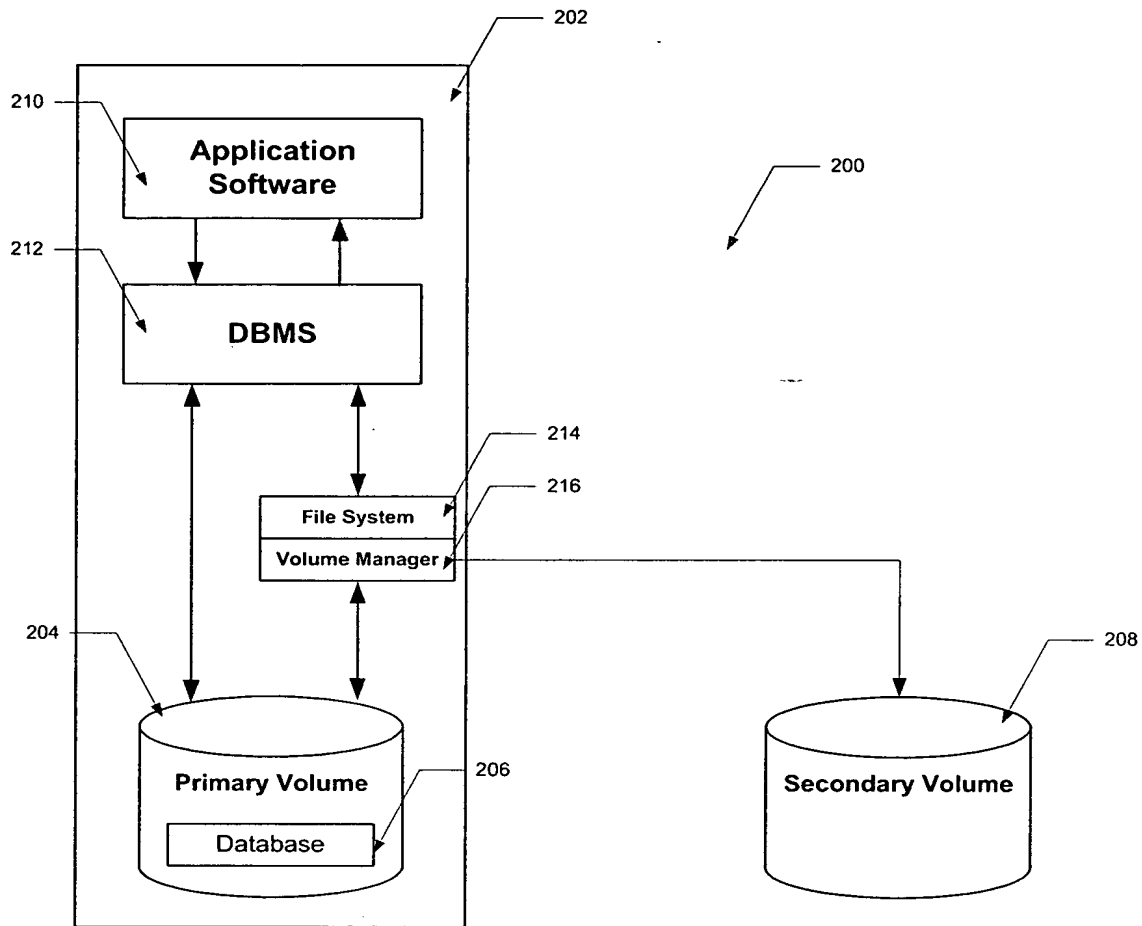 202
210
Application
Software
200
212
DBMS
214
216
File System
Volume Manager
204
208
Primary Volume
206
Database
Secondary Volume